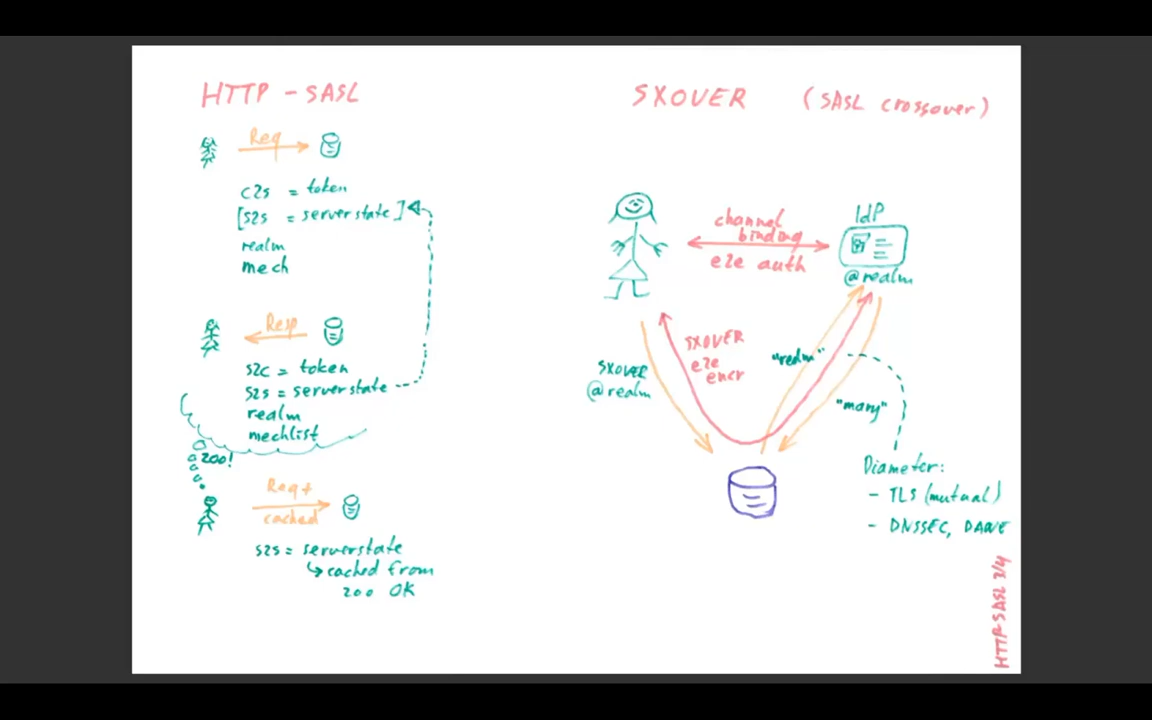 HTTP - SASL
Req
c2s = token
[s2s = serverstate]
realm
mech
Resp
s2c = token
s2s = serverstate
realm
mechlist
200!
Req+
cached
s2s = serverstate
↳ cached from
200 OK
SXOVER (SASL crossover)
channel
binding
e2e auth
IdP
@realm
SXOVER
@realm
SXOVER
e2e
encr
"realm"
"mary"
Diameter:
- TLS (mutual)
- DNSSEC, DANE
HTTP-SASL 2/4